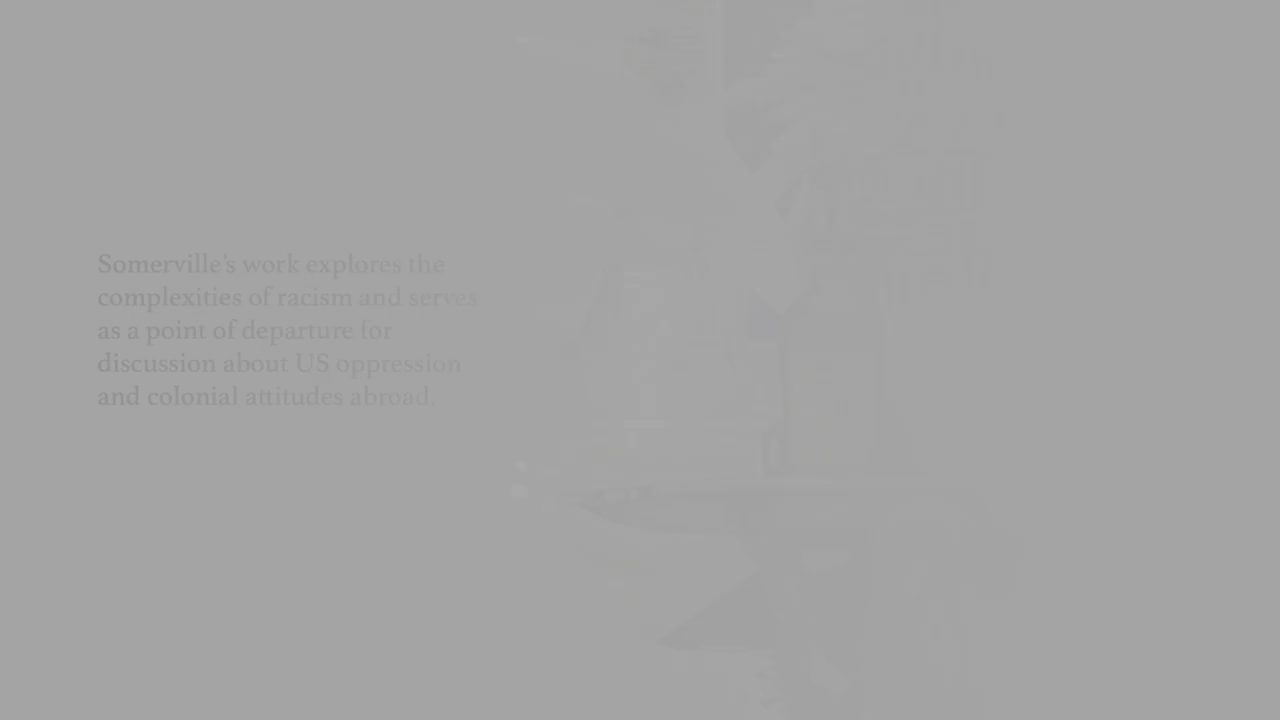 Somerville's work explores the
complexities of racism and serves
as a point of departure for
discussion about US oppression
and colonial attitudes abroad.